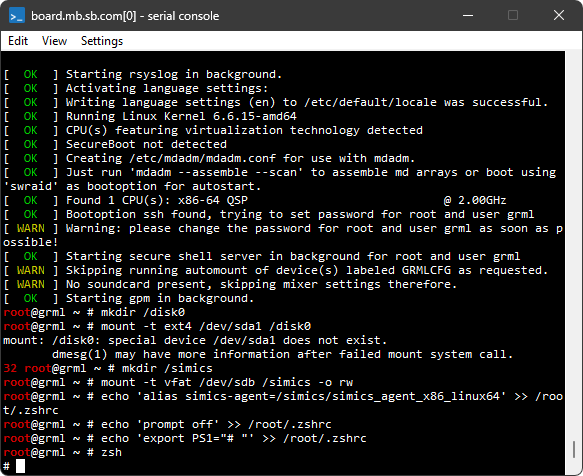 board.mb.sb.com[0] - serial console
Edit View Settings
[  OK  ] Starting rsyslog in background.
[  OK  ] Activating language settings:
[  OK  ] Writing language settings (en) to /etc/default/locale was successful.
[  OK  ] Running Linux Kernel 6.6.15-amd64
[  OK  ] CPU(s) featuring virtualization technology detected
[  OK  ] SecureBoot not detected
[  OK  ] Creating /etc/mdadm/mdadm.conf for use with mdadm.
[  OK  ] Just run 'mdadm --assemble --scan' to assemble md arrays or boot using
'swraid' as bootoption for autostart.
[  OK  ] Found 1 CPU(s): x86-64 QSP                           @ 2.00GHz
[  OK  ] Bootoption ssh found, trying to set password for root and user grml
[ WARN ] Warning: please change the password for root and user grml as soon as p
ossible!
[  OK  ] Starting secure shell server in background for root and user grml
[ WARN ] Skipping running automount of device(s) labeled GRMLCFG as requested.
[ WARN ] No soundcard present, skipping mixer settings therefore.
[  OK  ] Starting gpm in background.
root@grml ~ # mkdir /disk0
root@grml ~ # mount -t ext4 /dev/sda1 /disk0
mount: /disk0: special device /dev/sda1 does not exist.
       dmesg(1) may have more information after failed mount system call.
32 root@grml ~ # mkdir /simics
root@grml ~ # mount -t vfat /dev/sdb /simics -o rw
root@grml ~ # echo 'alias simics-agent=/simics/simics_agent_x86_linux64' >> /roo
t/.zshrc
root@grml ~ # echo 'prompt off' >> /root/.zshrc
root@grml ~ # echo 'export PS1="# "' >> /root/.zshrc
root@grml ~ # zsh
#